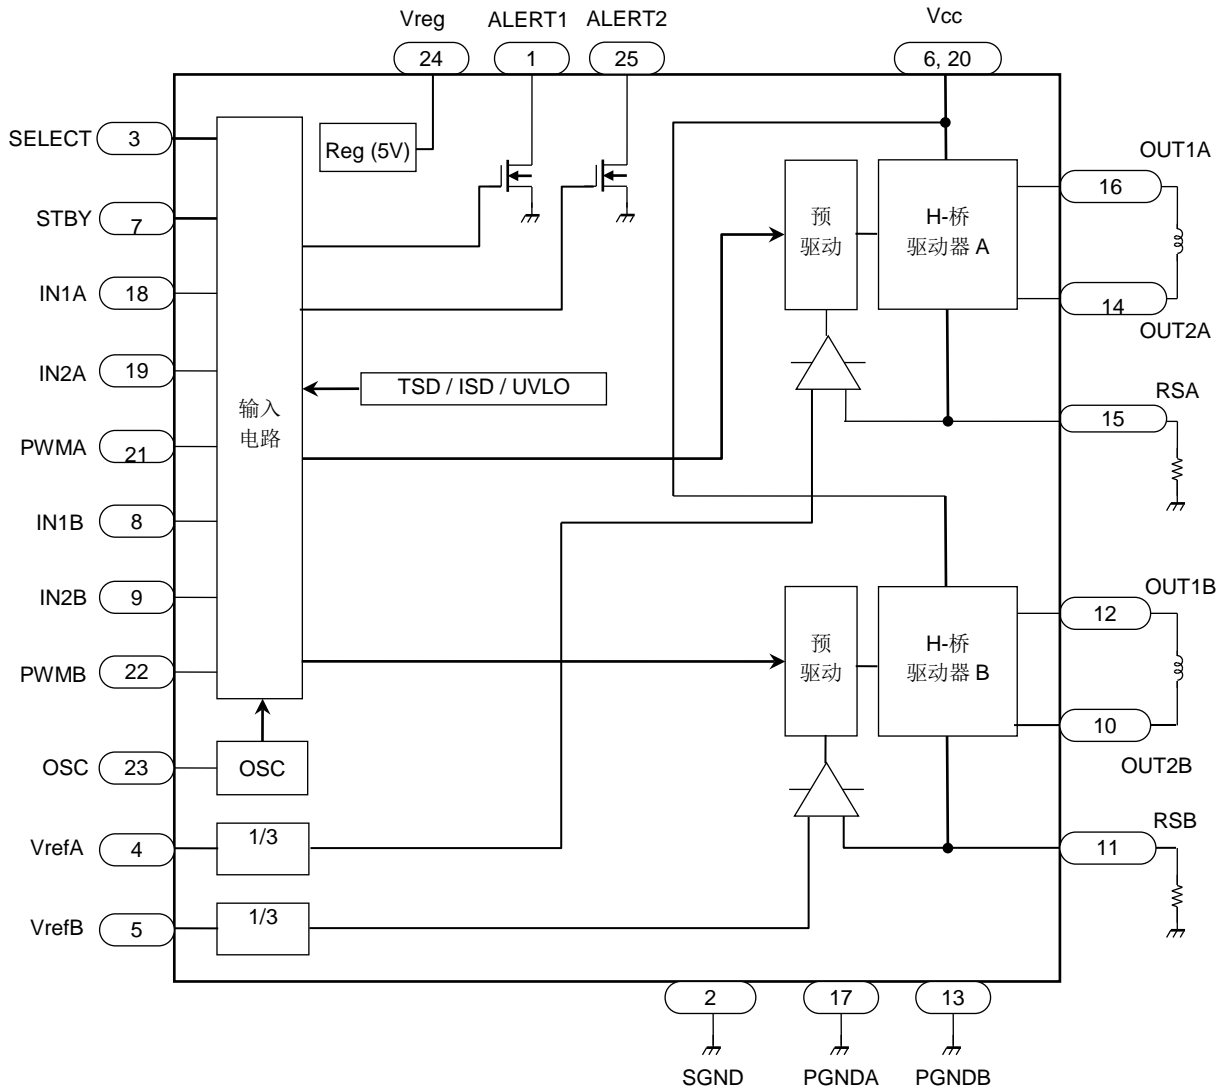 Vreg
ALERT1
ALERT2
Vcc
24
1
25
6, 20
SELECT
3
Reg (5V)
OUT1A
16
STBY
7
预
驱动
H-桥
驱动器 A
IN1A
18
14
OUT2A
IN2A
19
TSD / ISD / UVLO
RSA
15
输入
电路
PWMA
21
IN1B
8
IN2B
9
OUT1B
12
预
驱动
H-桥
驱动器 B
PWMB
22
10
OUT2B
OSC
23
OSC
VrefA
4
1/3
RSB
11
VrefB
5
1/3
2
17
13
SGND
PGNDA
PGNDB